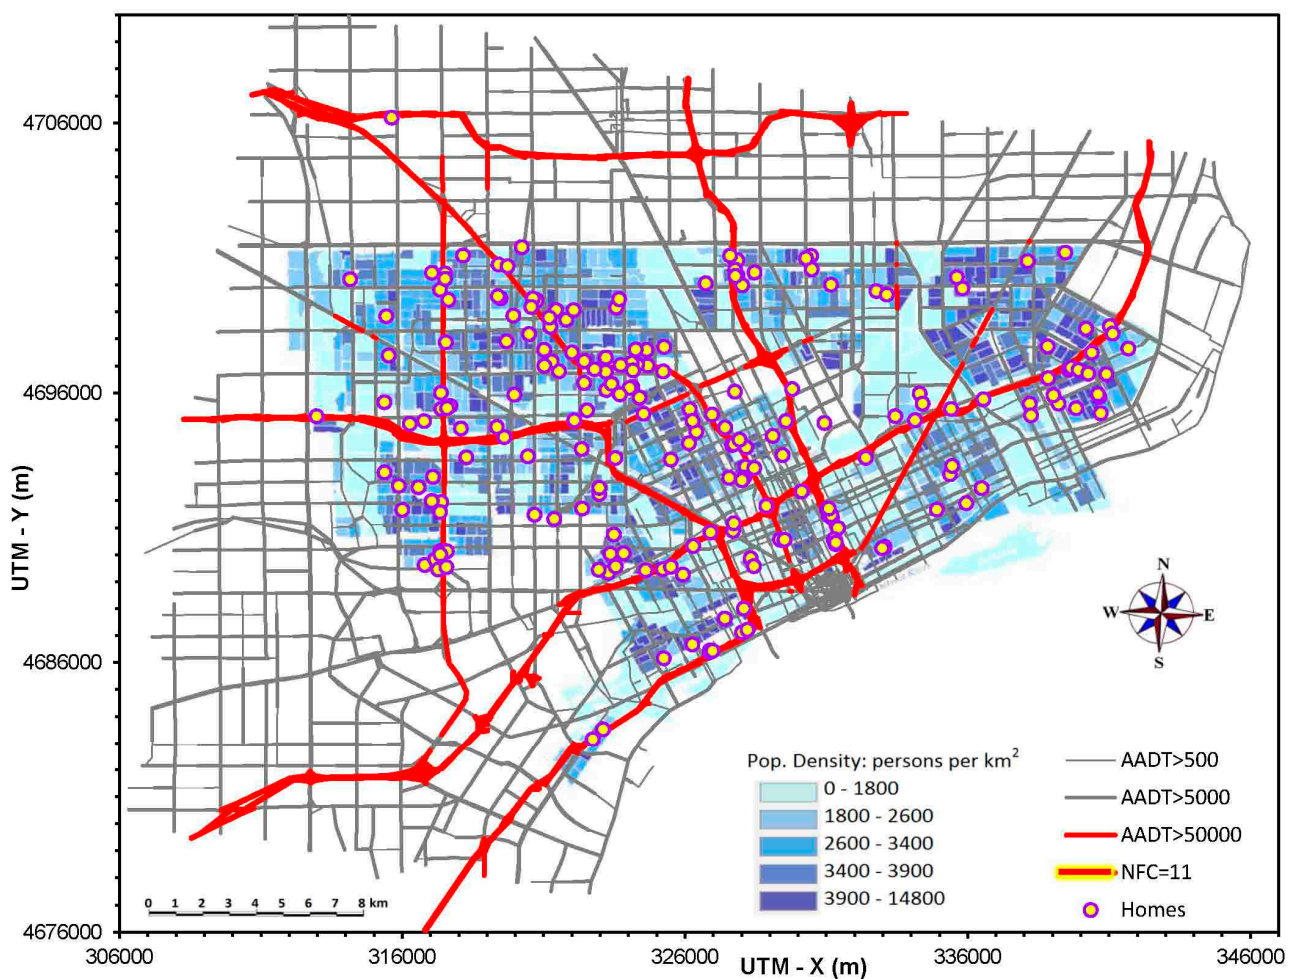 4706000
4696000
4686000
4676000
UTM - Y (m)
N
W
E
S
Pop. Density: persons per km²
0 - 1800
1800 - 2600
2600 - 3400
3400 - 3900
3900 - 14800
AADT>500
AADT>5000
AADT>50000
NFC=11
Homes
0 1 2 3 4 5 6 7 8 km
306000 316000 326000 336000 346000
UTM - X (m)